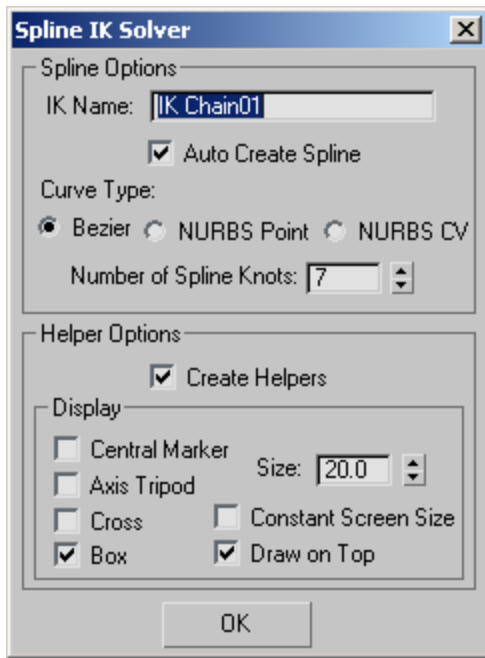 Spline IK Solver
Spline Options
IK Name: IK Chain01
Auto Create Spline
Curve Type:
Bezier NURBS Point NURBS CV
Number of Spline Knots: 7
Helper Options
Create Helpers
Display
Central Marker
Size: 20.0
Axis Tripod
Cross
Constant Screen Size
Box
Draw on Top
OK